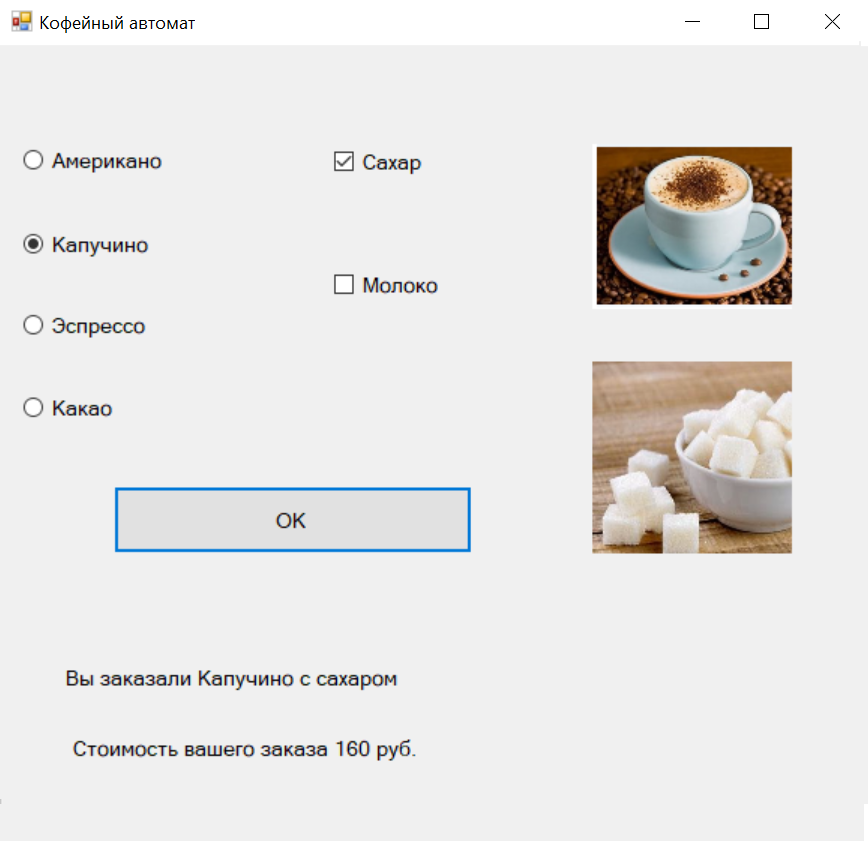 Кофейный автомат
Американо
Сахар
Капучино
Молоко
Эспрессо
Какао
OK
Вы заказали Капучино с сахаром
Стоимость вашего заказа 160 руб.